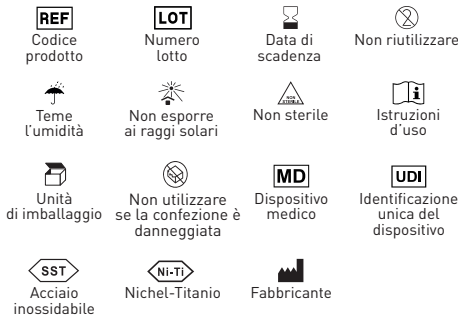 REF
Codice
prodotto
LOT
Numero
lotto
Data di
scadenza
2
Non riutilizzare
Teme
l'umidità
Non esporre
ai raggi solari
NON
STERILE
Non sterile
i
Istruzioni
d'uso
Unità
di imballaggio
Non utilizzare
se la confezione è
danneggiata
MD
Dispositivo
medico
UDI
Identificazione
unica del
dispositivo
SST
Acciaio
inossidabile
Ni-Ti
Nichel-Titanio
Fabbricante